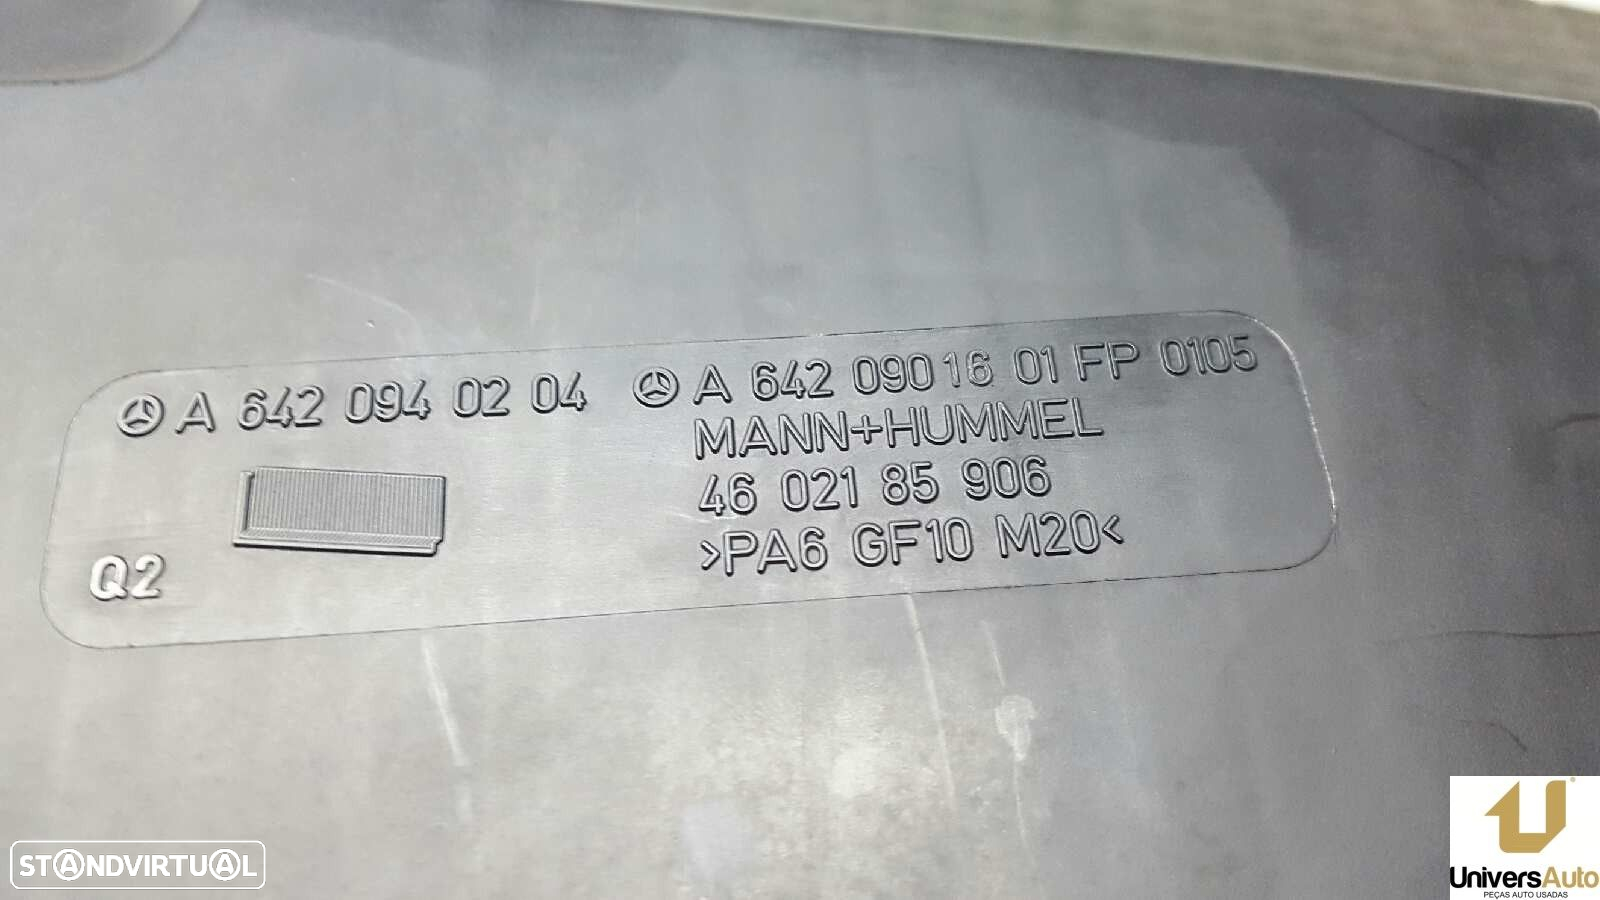 A 642 094 02 04
A 642 090 16 01 FP 0105
MANN+HUMMEL
46 021 85 906
>PA6 GF10 M20<
Q2
STANDVIRTUAL
UniversAuto
PEÇAS AUTO USADAS